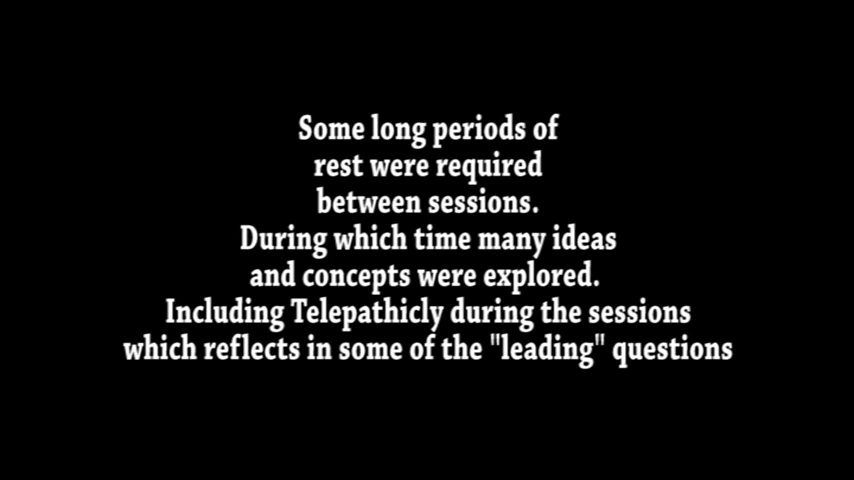 Some long periods of
rest were required
between sessions.
During which time many ideas
and concepts were explored.
Including Telepathicly during the sessions
which reflects in some of the "leading" questions